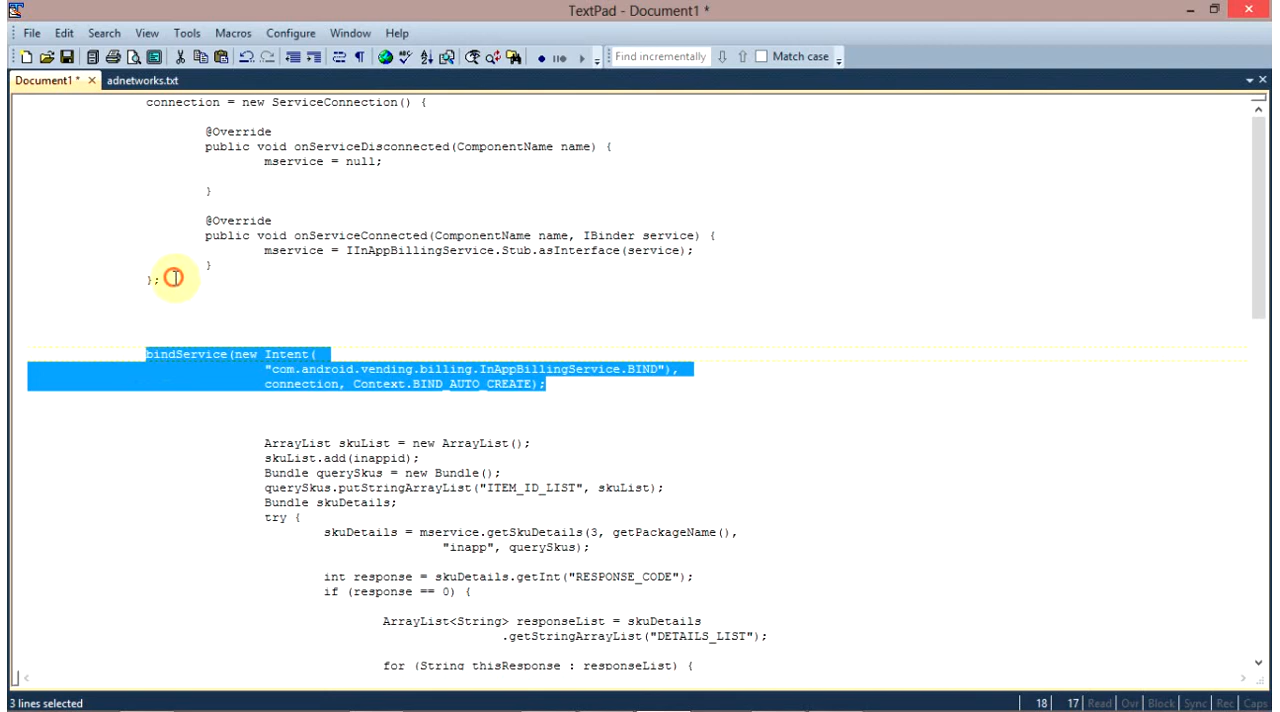 TextPad - Document1 *
File Edit Search View Tools Macros Configure Window Help
Find incrementally Match case
Document1 * adnetworks.txt
connection = new ServiceConnection() {
@Override
public void onServiceDisconnected(ComponentName name) {
mservice = null;
}
@Override
public void onServiceConnected(ComponentName name, IBinder service) {
mservice = IInAppBillingService.Stub.asInterface(service);
}
};
bindService(new Intent(
"com.android.vending.billing.InAppBillingService.BIND"),
connection, Context.BIND_AUTO_CREATE);
ArrayList skuList = new ArrayList();
skuList.add(inappid);
Bundle querySkus = new Bundle();
querySkus.putStringArrayList("ITEM_ID_LIST", skuList);
Bundle skuDetails;
try {
skuDetails = mservice.getSkuDetails(3, getPackageName(),
"inapp", querySkus);
int response = skuDetails.getInt("RESPONSE_CODE");
if (response == 0) {
ArrayList<String> responseList = skuDetails
.getStringArrayList("DETAILS_LIST");
for (String thisResponse : responseList) {
3 lines selected 18 17 Read Ovr Block Sync Rec Caps